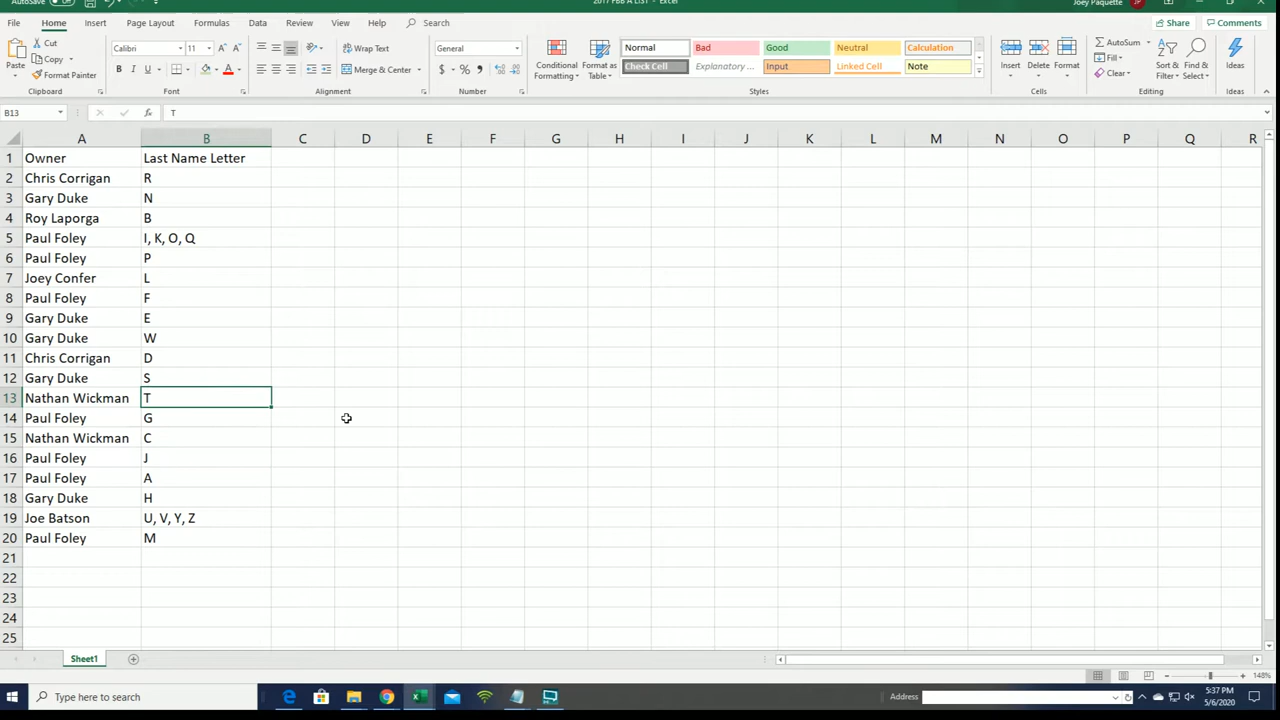 AutoSave Off 2017 FBB A LIST - Excel Joey Paquette JP
File Home Insert Page Layout Formulas Data Review View Help Search Share Comments
Cut Calibri 11 Wrap Text General Normal Bad Good Neutral Calculation AutoSum
Copy
Paste Format Painter Merge & Center Conditional Formatting Format as Table Check Cell Explanatory ... Input Linked Cell Note Insert Delete Format Fill Clear Sort & Filter Find & Select Ideas
Clipboard Font Alignment Number Styles Cells Editing Ideas
B13 T
A B C D E F G H I J K L M N O P Q R
1 Owner Last Name Letter
2 Chris Corrigan R
3 Gary Duke N
4 Roy Laporga B
5 Paul Foley I, K, O, Q
6 Paul Foley P
7 Joey Confer L
8 Paul Foley F
9 Gary Duke E
10 Gary Duke W
11 Chris Corrigan D
12 Gary Duke S
13 Nathan Wickman T
14 Paul Foley G
15 Nathan Wickman C
16 Paul Foley J
17 Paul Foley A
18 Gary Duke H
19 Joe Batson U, V, Y, Z
20 Paul Foley M
21
22
23
24
25
Sheet1
148%
Type here to search Address 5:37 PM
5/6/2020